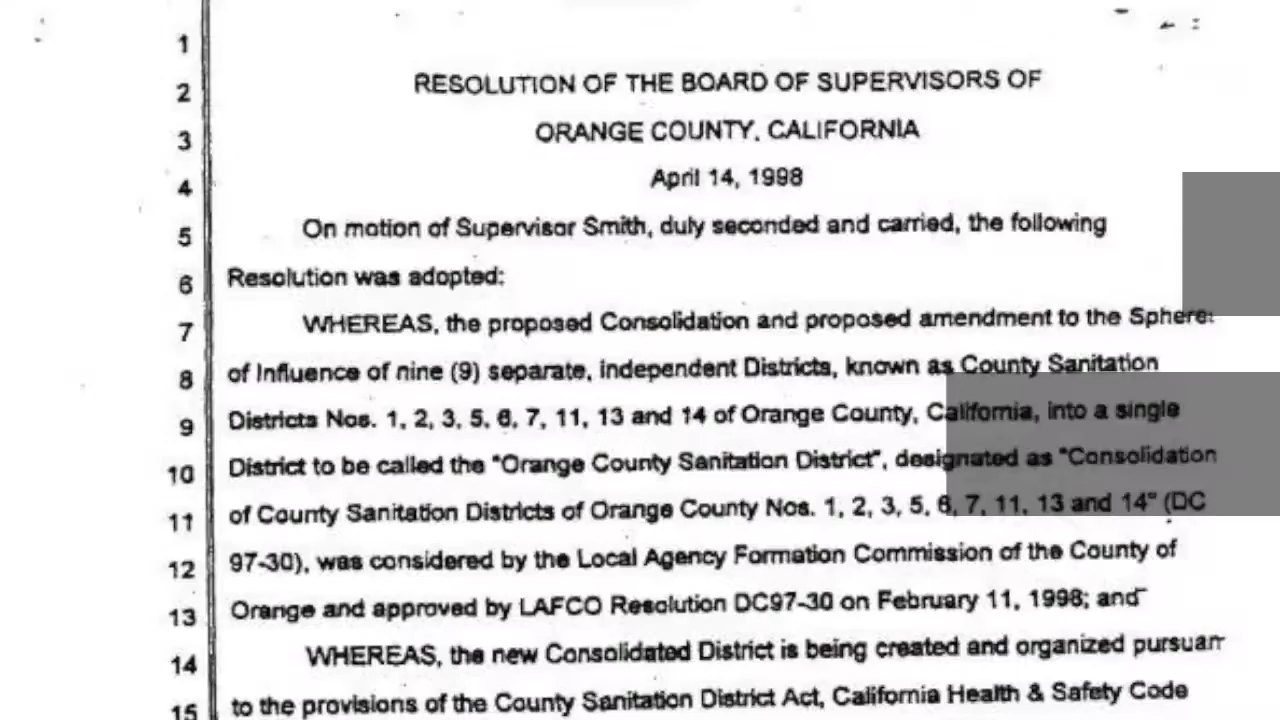 1
2 RESOLUTION OF THE BOARD OF SUPERVISORS OF
3 ORANGE COUNTY, CALIFORNIA
4 April 14, 1998
5 On motion of Supervisor Smith, duly seconded and carried, the following
6 Resolution was adopted:
7 WHEREAS, the proposed Consolidation and proposed amendment to the Sphere
8 of Influence of nine (9) separate, independent Districts, known as County Sanitation
9 Districts Nos. 1, 2, 3, 5, 6, 7, 11, 13 and 14 of Orange County, California, into a single
10 District to be called the "Orange County Sanitation District", designated as "Consolidation
11 of County Sanitation Districts of Orange County Nos. 1, 2, 3, 5, 6, 7, 11, 13 and 14" (DC
12 97-30), was considered by the Local Agency Formation Commission of the County of
13 Orange and approved by LAFCO Resolution DC97-30 on February 11, 1998; and
14 WHEREAS, the new Consolidated District is being created and organized pursuant
15 to the provisions of the County Sanitation District Act, California Health & Safety Code